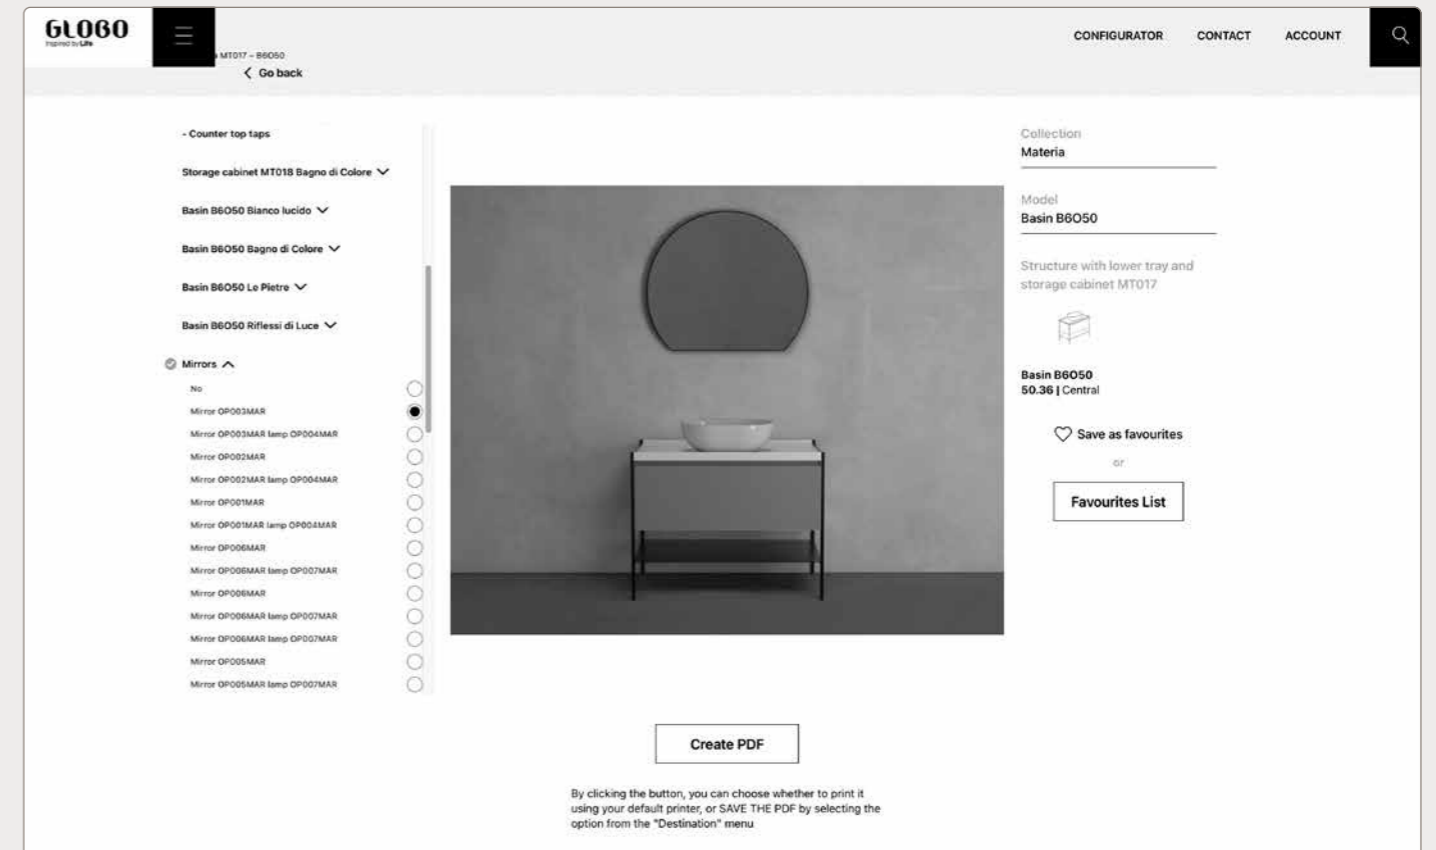 GLOBO
Inspired by Life
CONFIGURATOR
CONTACT
ACCOUNT
MT017 – B6O50
Go back
- Counter top taps
Storage cabinet MT018 Bagno di Colore
Basin B6O50 Bianco lucido
Basin B6O50 Bagno di Colore
Basin B6O50 Le Pietre
Basin B6O50 Riflessi di Luce
Mirrors
No
Mirror OP003MAR
Mirror OP003MAR lamp OP004MAR
Mirror OP002MAR
Mirror OP002MAR lamp OP004MAR
Mirror OP001MAR
Mirror OP001MAR lamp OP004MAR
Mirror OP006MAR
Mirror OP006MAR lamp OP007MAR
Mirror OP006MAR
Mirror OP006MAR lamp OP007MAR
Mirror OP006MAR lamp OP007MAR
Mirror OP005MAR
Mirror OP005MAR lamp OP007MAR
Collection
Materia
Model
Basin B6O50
Structure with lower tray and
storage cabinet MT017
Basin B6O50
50.36 | Central
Save as favourites
or
Favourites List
Create PDF
By clicking the button, you can choose whether to print it
using your default printer, or SAVE THE PDF by selecting the
option from the "Destination" menu